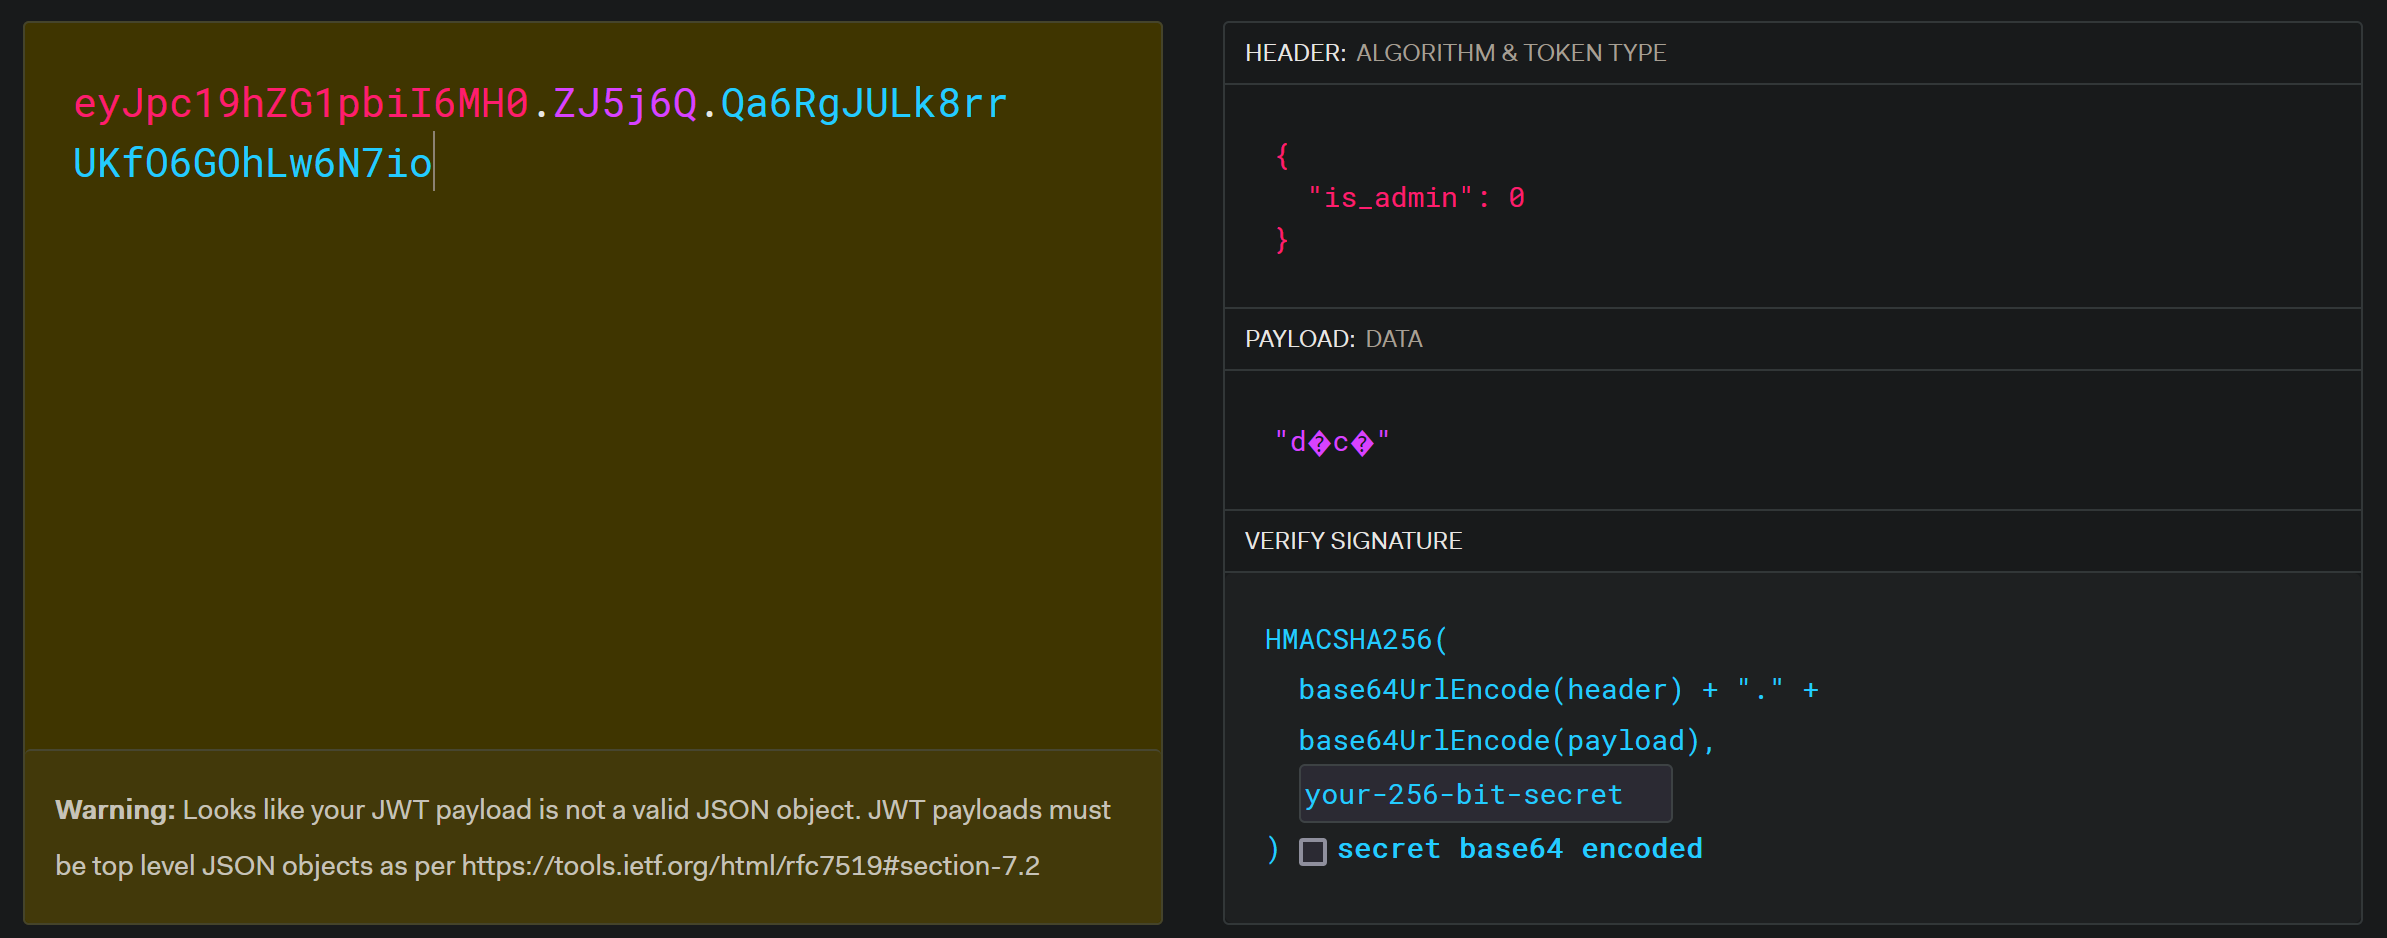 eyJpc19hZG1pbiI6MH0.ZJ5j6Q.Qa6RgJULk8rr
UKfO6GOhLw6N7io
Warning: Looks like your JWT payload is not a valid JSON object. JWT payloads must
be top level JSON objects as per https://tools.ietf.org/html/rfc7519#section-7.2
HEADER: ALGORITHM & TOKEN TYPE
{
"is_admin": 0
}
PAYLOAD: DATA
"d�c�"
VERIFY SIGNATURE
HMACSHA256(
base64UrlEncode(header) + "." +
base64UrlEncode(payload),
your-256-bit-secret
) secret base64 encoded